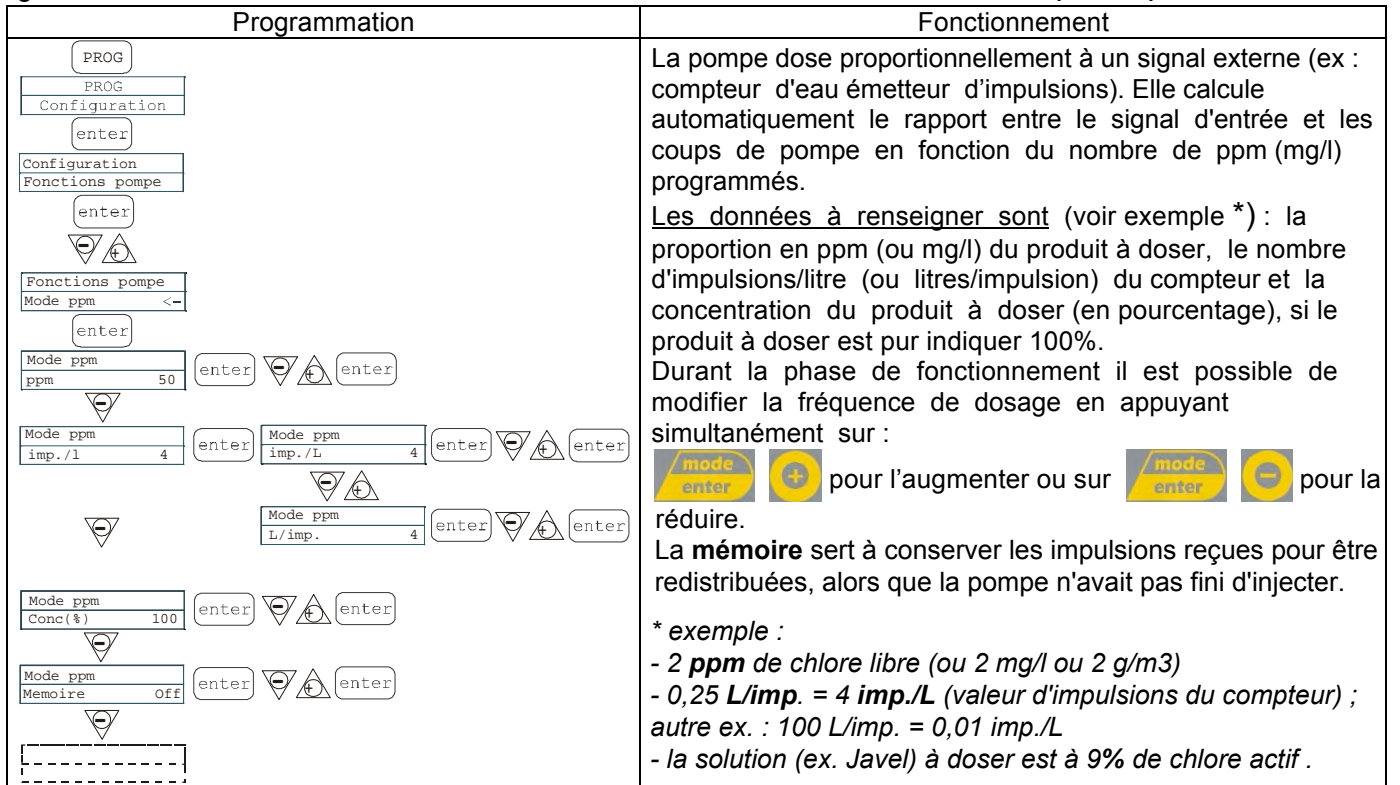 Programmation
PROG
PROG
Configuration
enter
Configuration
Fonctions pompe
enter
- +
Fonctions pompe
Mode ppm <-
enter
Mode ppm
ppm 50
enter - + enter
-
Mode ppm
imp./l 4
enter
Mode ppm
imp./L 4
enter - + enter
- +
-
Mode ppm
L/imp. 4
enter - + enter
Mode ppm
Conc(%) 100
enter - + enter
-
Mode ppm
Memoire Off
enter - + enter
-
Fonctionnement
La pompe dose proportionnellement à un signal externe (ex :
compteur d'eau émetteur d’impulsions). Elle calcule
automatiquement le rapport entre le signal d'entrée et les
coups de pompe en fonction du nombre de ppm (mg/l)
programmés.
Les données à renseigner sont (voir exemple *) : la
proportion en ppm (ou mg/l) du produit à doser, le nombre
d'impulsions/litre (ou litres/impulsion) du compteur et la
concentration du produit à doser (en pourcentage), si le
produit à doser est pur indiquer 100%.
Durant la phase de fonctionnement il est possible de
modifier la fréquence de dosage en appuyant
simultanément sur :
mode enter + pour l’augmenter ou sur mode enter - pour la
réduire.
La mémoire sert à conserver les impulsions reçues pour être
redistribuées, alors que la pompe n'avait pas fini d'injecter.
* exemple :
- 2 ppm de chlore libre (ou 2 mg/l ou 2 g/m3)
- 0,25 L/imp. = 4 imp./L (valeur d'impulsions du compteur) ;
autre ex. : 100 L/imp. = 0,01 imp./L
- la solution (ex. Javel) à doser est à 9% de chlore actif .